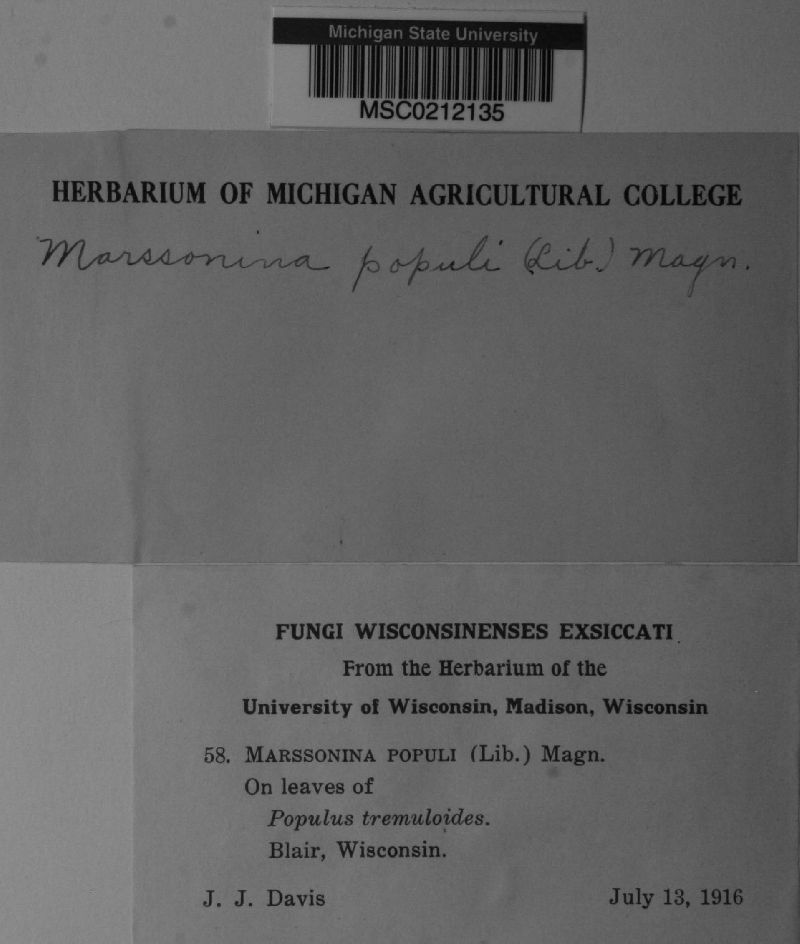 Michigan State University
MSC0212135
HERBARIUM OF MICHIGAN AGRICULTURAL COLLEGE
Marssonina populi (Lib.) Magn.
FUNGI WISCONSINENSES EXSICCATI
From the Herbarium of the
University of Wisconsin, Madison, Wisconsin
58. MARSSONINA POPULI (Lib.) Magn.
On leaves of
Populus tremuloides.
Blair, Wisconsin.
J. J. Davis July 13, 1916